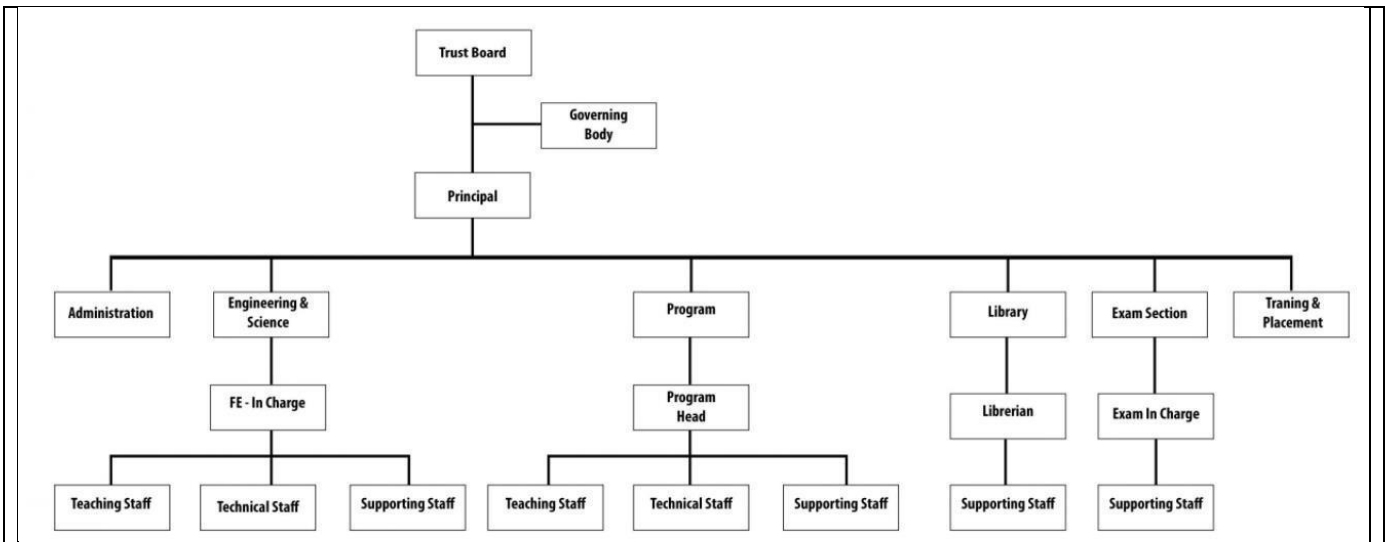 Trust Board
Governing
Body
Principal
Administration
Engineering &
Science
Program
Library
Exam Section
Traning &
Placement
FE - In Charge
Program
Head
Librerian
Exam In Charge
Teaching Staff
Technical Staff
Supporting Staff
Teaching Staff
Technical Staff
Supporting Staff
Supporting Staff
Supporting Staff